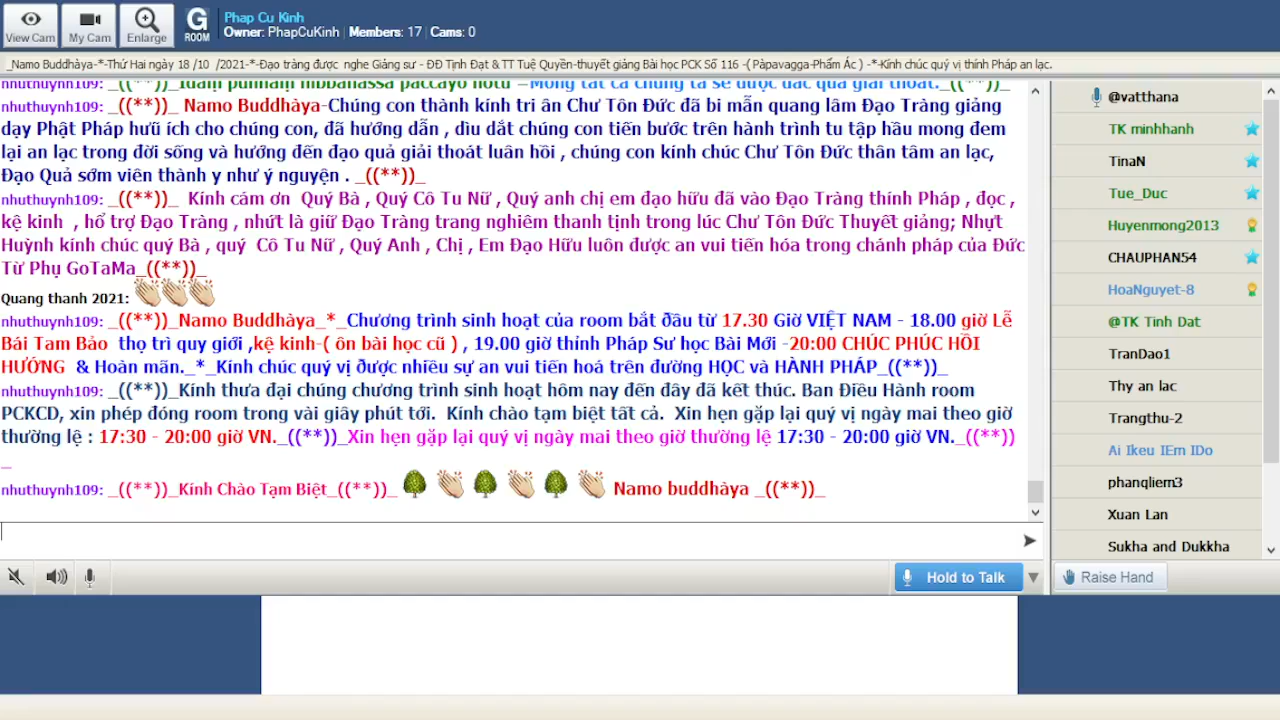 View Cam
My Cam
Enlarge
G
ROOM
Phap Cu Kinh
Owner: PhapCuKinh | Members: 17 | Cams: 0
_Namo Buddhàya-*-Thứ Hai ngày 18 /10 /2021-*-Đạo tràng được nghe Giảng sư - ĐĐ Tịnh Đạt & TT Tuệ Quyền-thuyết giảng Bài học PCK Số 116 -( Pàpavagga-Phẩm Ác ) -*-Kính chúc quý vị thính Pháp an lạc.
nhuthuynh109: _((**))_Idam puññam nibbanassa paccayo hotu –Mong tất cả chúng ta sẽ được đắc quả giải thoát._((**))_
nhuthuynh109: _((**))_ Namo Buddhàya-Chúng con thành kính tri ân Chư Tôn Đức đã bi mẫn quang lâm Đạo Tràng giảng
dạy Phật Pháp hưũ ích cho chúng con, đã hướng dẫn , dìu dắt chúng con tiến bước trên hành trình tu tập hầu mong đem
lại an lạc trong đời sống và hướng đến đạo quả giải thoát luân hồi , chúng con kính chúc Chư Tôn Đức thân tâm an lạc,
Đạo Quả sớm viên thành y như ý nguyện . _((**))_
nhuthuynh109: _((**))_ Kính cám ơn Quý Bà , Quý Cô Tu Nữ , Quý anh chị em đạo hữu đã vào Đạo Tràng thính Pháp , đọc ,
kệ kinh , hổ trợ Đạo Tràng , nhứt là giữ Đạo Tràng trang nghiêm thanh tịnh trong lúc Chư Tôn Đức Thuyết giảng; Nhựt
Huỳnh kính chúc quý Bà , quý Cô Tu Nữ , Quý Anh , Chị , Em Đạo Hữu luôn được an vui tiến hóa trong chánh pháp của Đức
Từ Phụ GoTaMa_((**))_
Quang thanh 2021:
nhuthuynh109: _((**))_Namo Buddhàya_*_Chương trình sinh hoạt của room bắt đầu từ 17.30 Giờ VIỆT NAM - 18.00 giờ Lễ
Bái Tam Bảo thọ trì quy giới ,kệ kinh-( ôn bài học cũ ) , 19.00 giờ thính Pháp Sư học Bài Mới -20:00 CHÚC PHÚC HỒI
HƯỚNG & Hoàn mãn._*_Kính chúc quý vị được nhiều sự an vui tiến hoá trên đường HỌC và HÀNH PHÁP_((**))_
nhuthuynh109: _((**))_Kính thưa đại chúng chương trình sinh hoạt hôm nay đến đây đã kết thúc. Ban Điều Hành room
PCKCD, xin phép đóng room trong vài giây phút tới. Kính chào tạm biệt tất cả. Xin hẹn gặp lại quý vị ngày mai theo giờ
thường lệ : 17:30 - 20:00 giờ VN._((**))_Xin hẹn gặp lại quý vị ngày mai theo giờ thường lệ 17:30 - 20:00 giờ VN._((**))
_
nhuthuynh109: _((**))_Kính Chào Tạm Biệt_((**))_ Namo buddhàya _((**))_
@vatthana
TK minhhanh
TinaN
Tue_Duc
Huyenmong2013
CHAUPHAN54
HoaNguyet-8
@TK Tinh Dat
TranDao1
Thy an lac
Trangthu-2
Ai Ikeu IEm IDo
phanqliem3
Xuan Lan
Sukha and Dukkha
Hold to Talk
Raise Hand